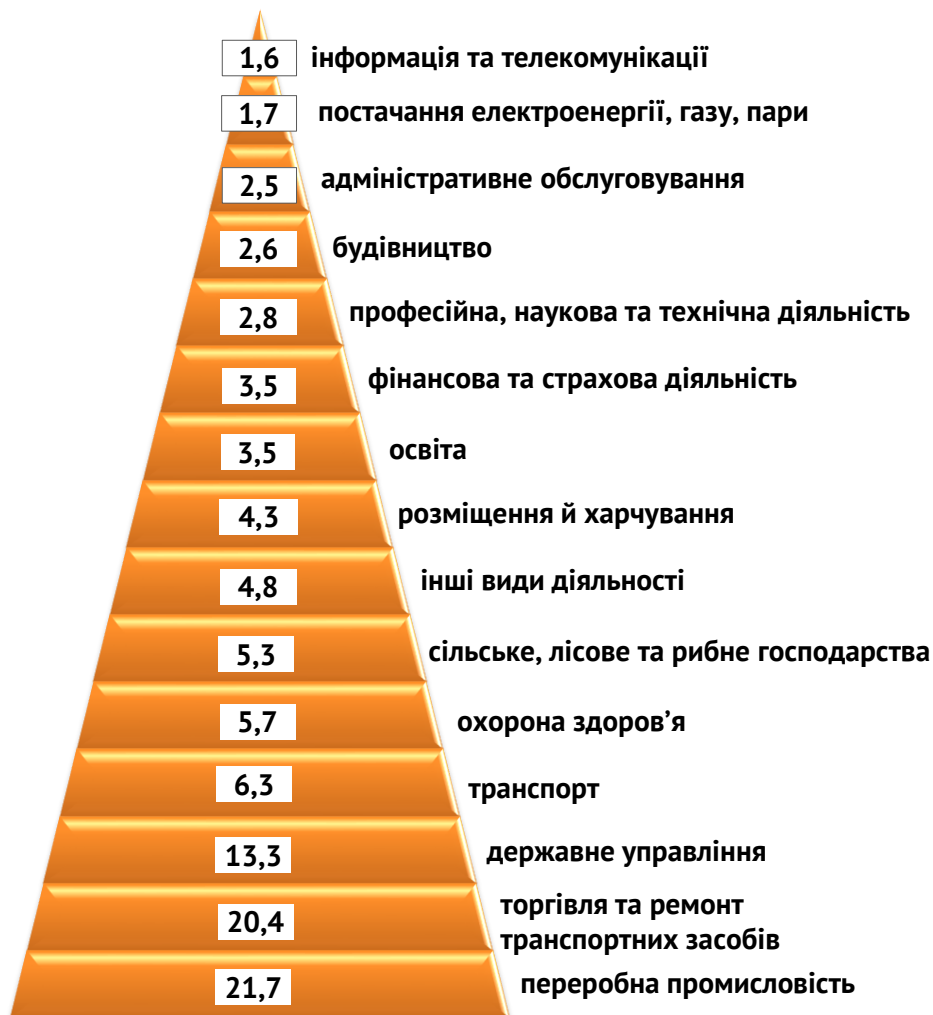 1,6 інформація та телекомунікації
1,7 постачання електроенергії, газу, пари
2,5 адміністративне обслуговування
2,6 будівництво
2,8 професійна, наукова та технічна діяльність
3,5 фінансова та страхова діяльність
3,5 освіта
4,3 розміщення й харчування
4,8 інші види діяльності
5,3 сільське, лісове та рибне господарства
5,7 охорона здоров’я
6,3 транспорт
13,3 державне управління
20,4 торгівля та ремонт
транспортних засобів
21,7 переробна промисловість